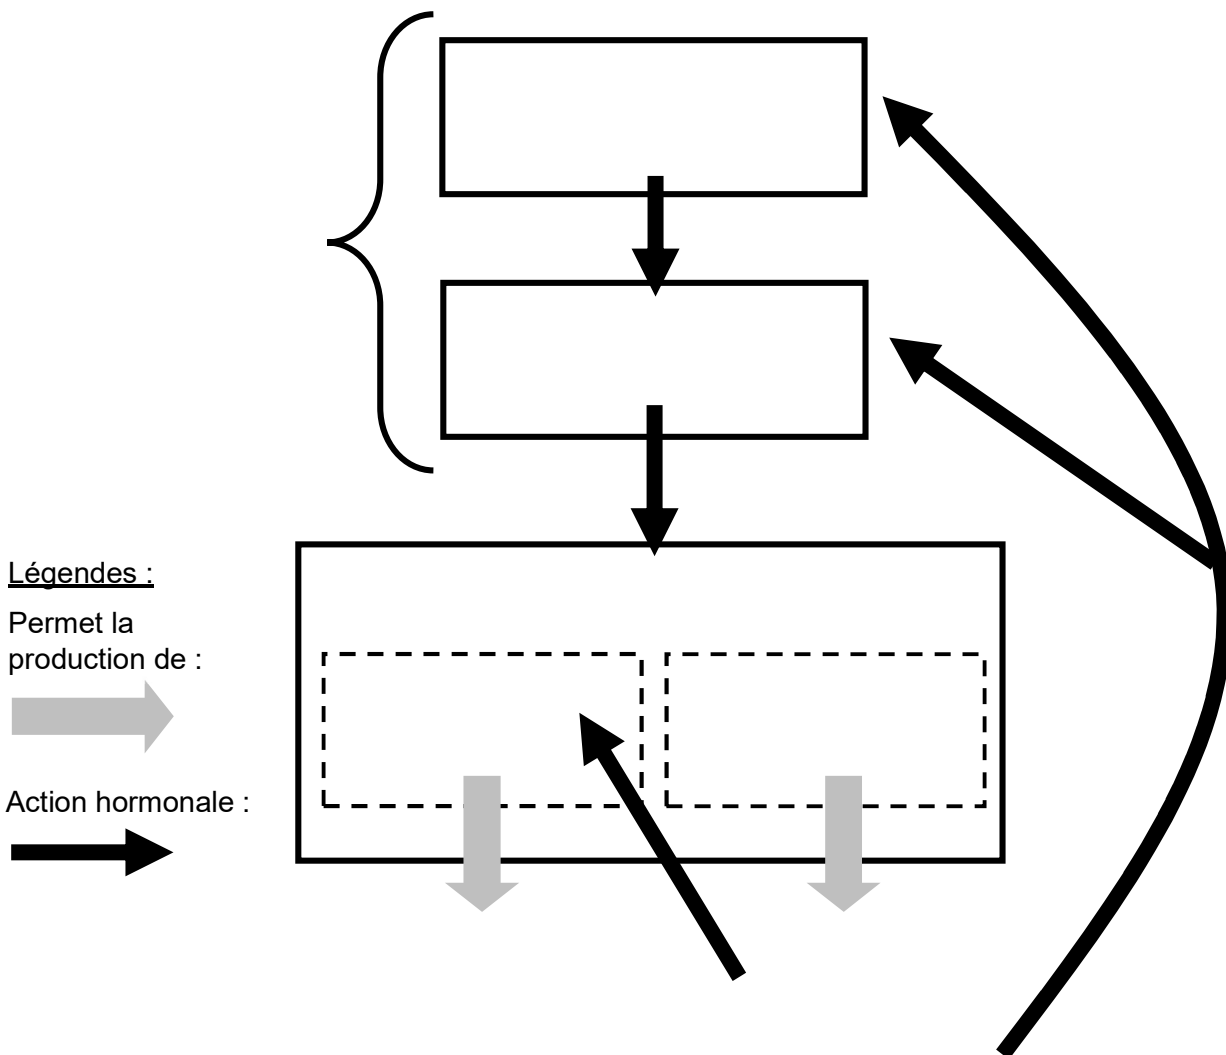 Légendes :
Permet la
production de :
Action hormonale :